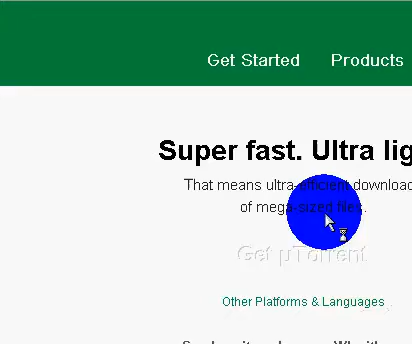 Get Started Products
Super fast. Ultra lig
That means ultra-efficient download
of mega-sized files.
Get µTorrent
Other Platforms & Languages